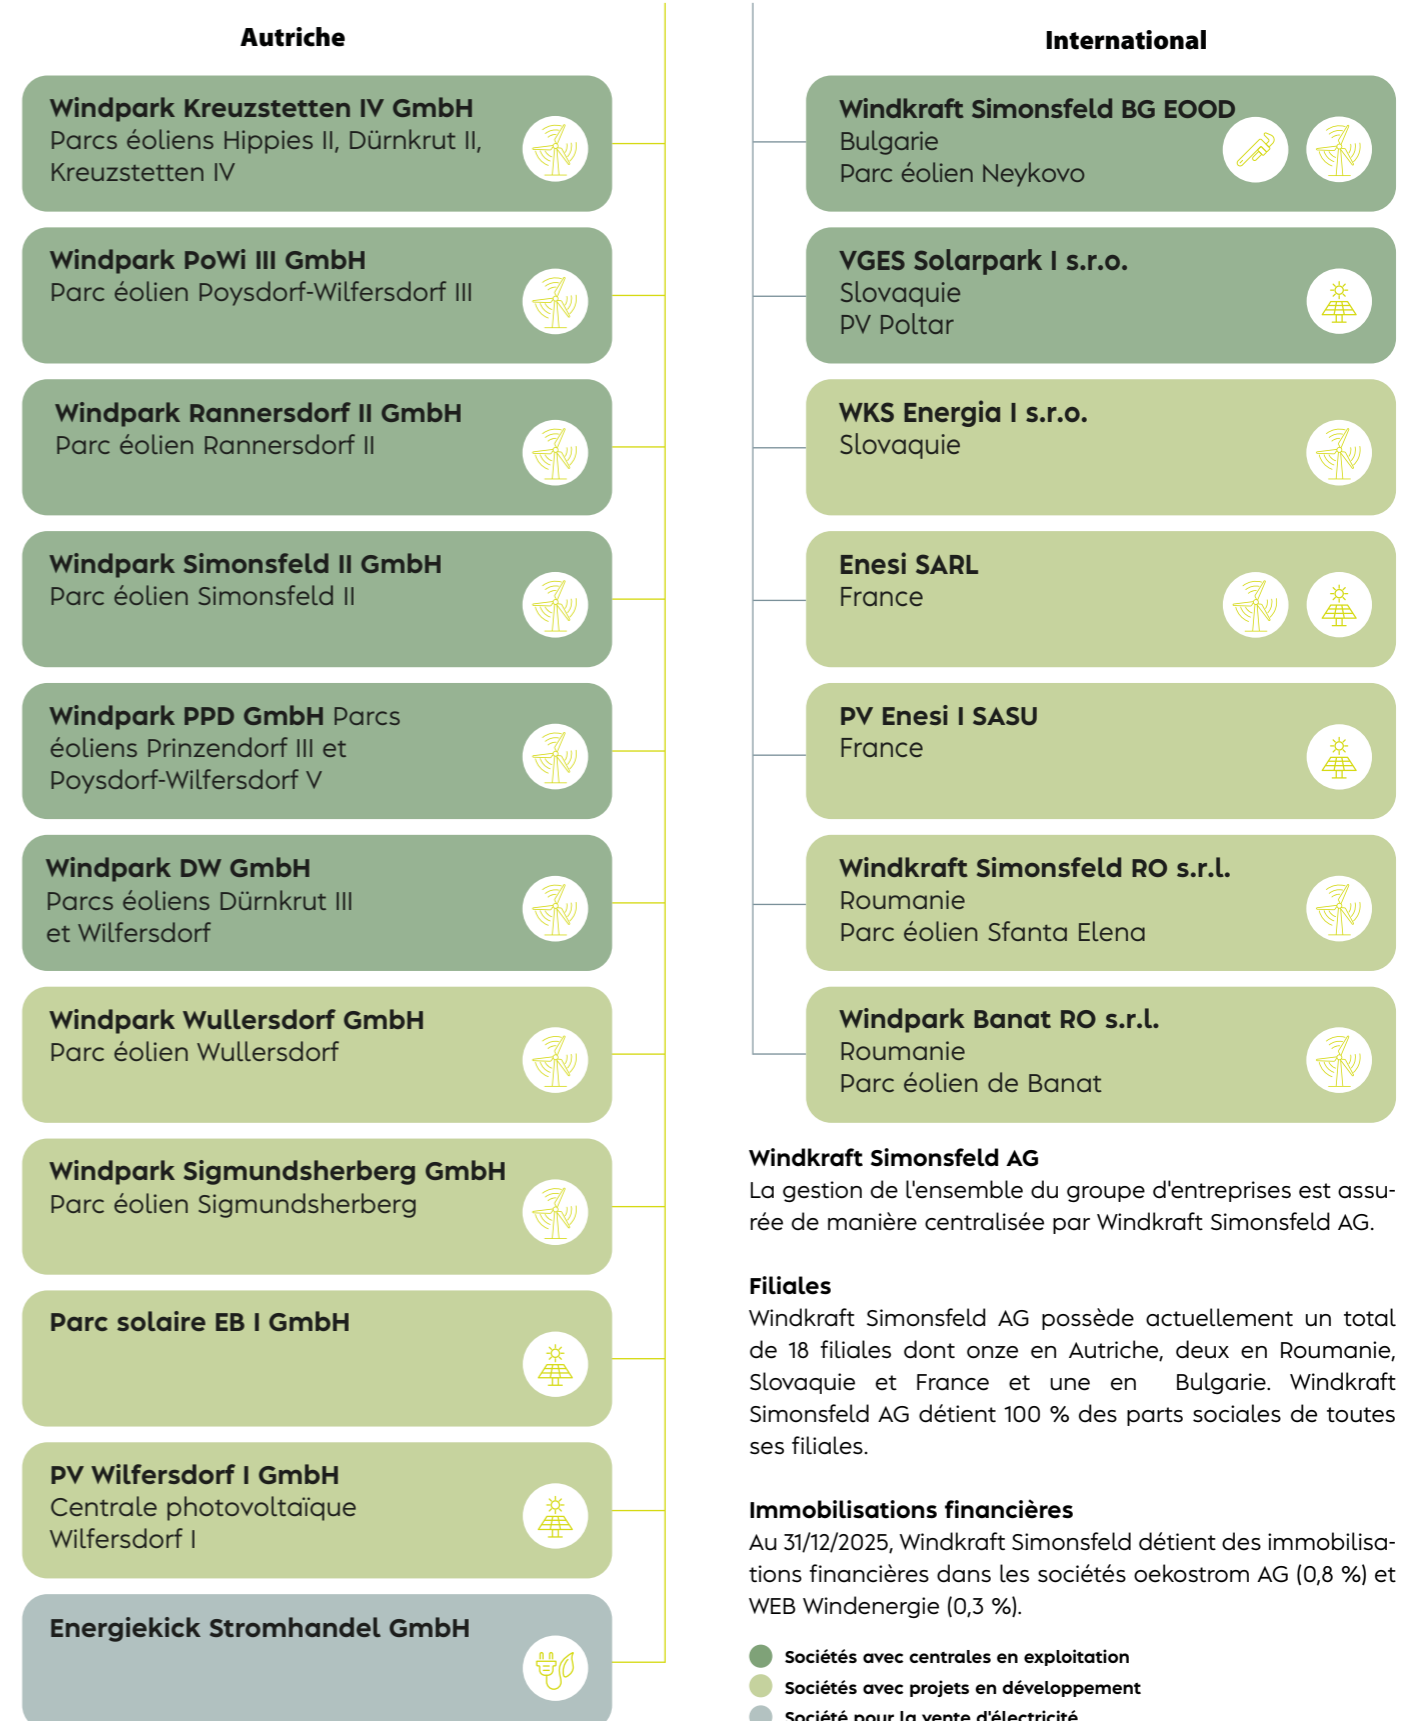 Autriche
Windpark Kreuzstetten IV GmbH
Parcs éoliens Hippies II, Dürnkrut II,
Kreuzstetten IV
Windpark PoWi III GmbH
Parc éolien Poysdorf-Wilfersdorf III
Windpark Rannersdorf II GmbH
Parc éolien Rannersdorf II
Windpark Simonsfeld II GmbH
Parc éolien Simonsfeld II
Windpark PPD GmbH Parcs
éoliens Prinzendorf III et
Poysdorf-Wilfersdorf V
Windpark DW GmbH
Parcs éoliens Dürnkrut III
et Wilfersdorf
Windpark Wullersdorf GmbH
Parc éolien Wullersdorf
Windpark Sigmundsherberg GmbH
Parc éolien Sigmundsherberg
Parc solaire EB I GmbH
PV Wilfersdorf I GmbH
Centrale photovoltaïque
Wilfersdorf I
Energiekick Stromhandel GmbH
International
Windkraft Simonsfeld BG EOOD
Bulgarie
Parc éolien Neykovo
VGES Solarpark I s.r.o.
Slovaquie
PV Poltar
WKS Energia I s.r.o.
Slovaquie
Enesi SARL
France
PV Enesi I SASU
France
Windkraft Simonsfeld RO s.r.l.
Roumanie
Parc éolien Sfanta Elena
Windpark Banat RO s.r.l.
Roumanie
Parc éolien de Banat
Windkraft Simonsfeld AG
La gestion de l'ensemble du groupe d'entreprises est assu-
rée de manière centralisée par Windkraft Simonsfeld AG.
Filiales
Windkraft Simonsfeld AG possède actuellement un total
de 18 filiales dont onze en Autriche, deux en Roumanie,
Slovaquie et France et une en Bulgarie. Windkraft
Simonsfeld AG détient 100 % des parts sociales de toutes
ses filiales.
Immobilisations financières
Au 31/12/2025, Windkraft Simonsfeld détient des immobilisa-
tions financières dans les sociétés oekostrom AG (0,8 %) et
WEB Windenergie (0,3 %).
Sociétés avec centrales en exploitation
Sociétés avec projets en développement
Société pour la vente d'électricité